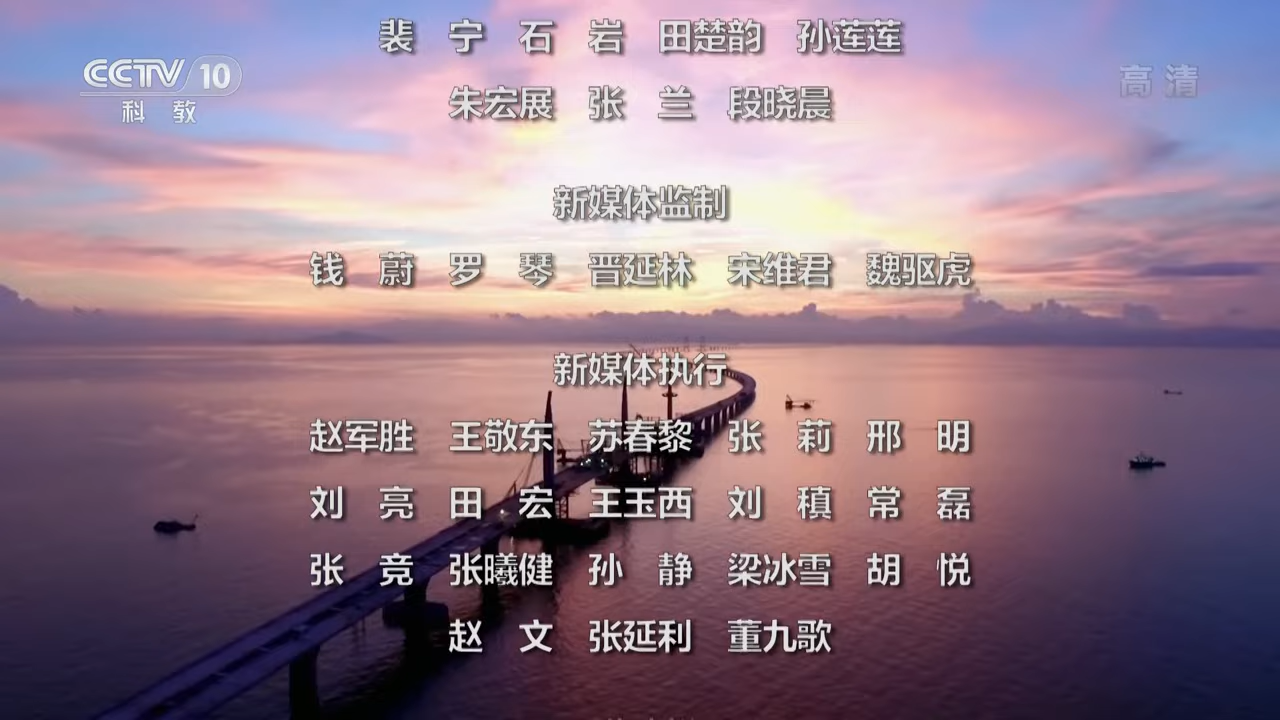 裴　宁　石　岩　田楚韵　孙莲莲
CCTV 10
高清
科教
朱宏展　张　兰　段晓晨
新媒体监制
钱　蔚　罗　琴　晋延林　宋维君　魏驱虎
新媒体执行
赵军胜　王敬东　苏春黎　张　莉　邢　明
刘　亮　田　宏　王玉西　刘　稹　常　磊
张　竞　张曦健　孙　静　梁冰雪　胡　悦
赵　文　张延利　董九歌